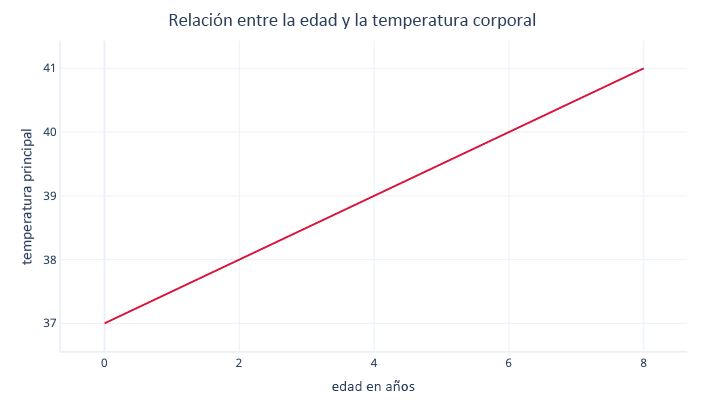 Relación entre la edad y la temperatura corporal
temperatura principal
41
40
39
38
37
0 2 4 6 8
edad en años